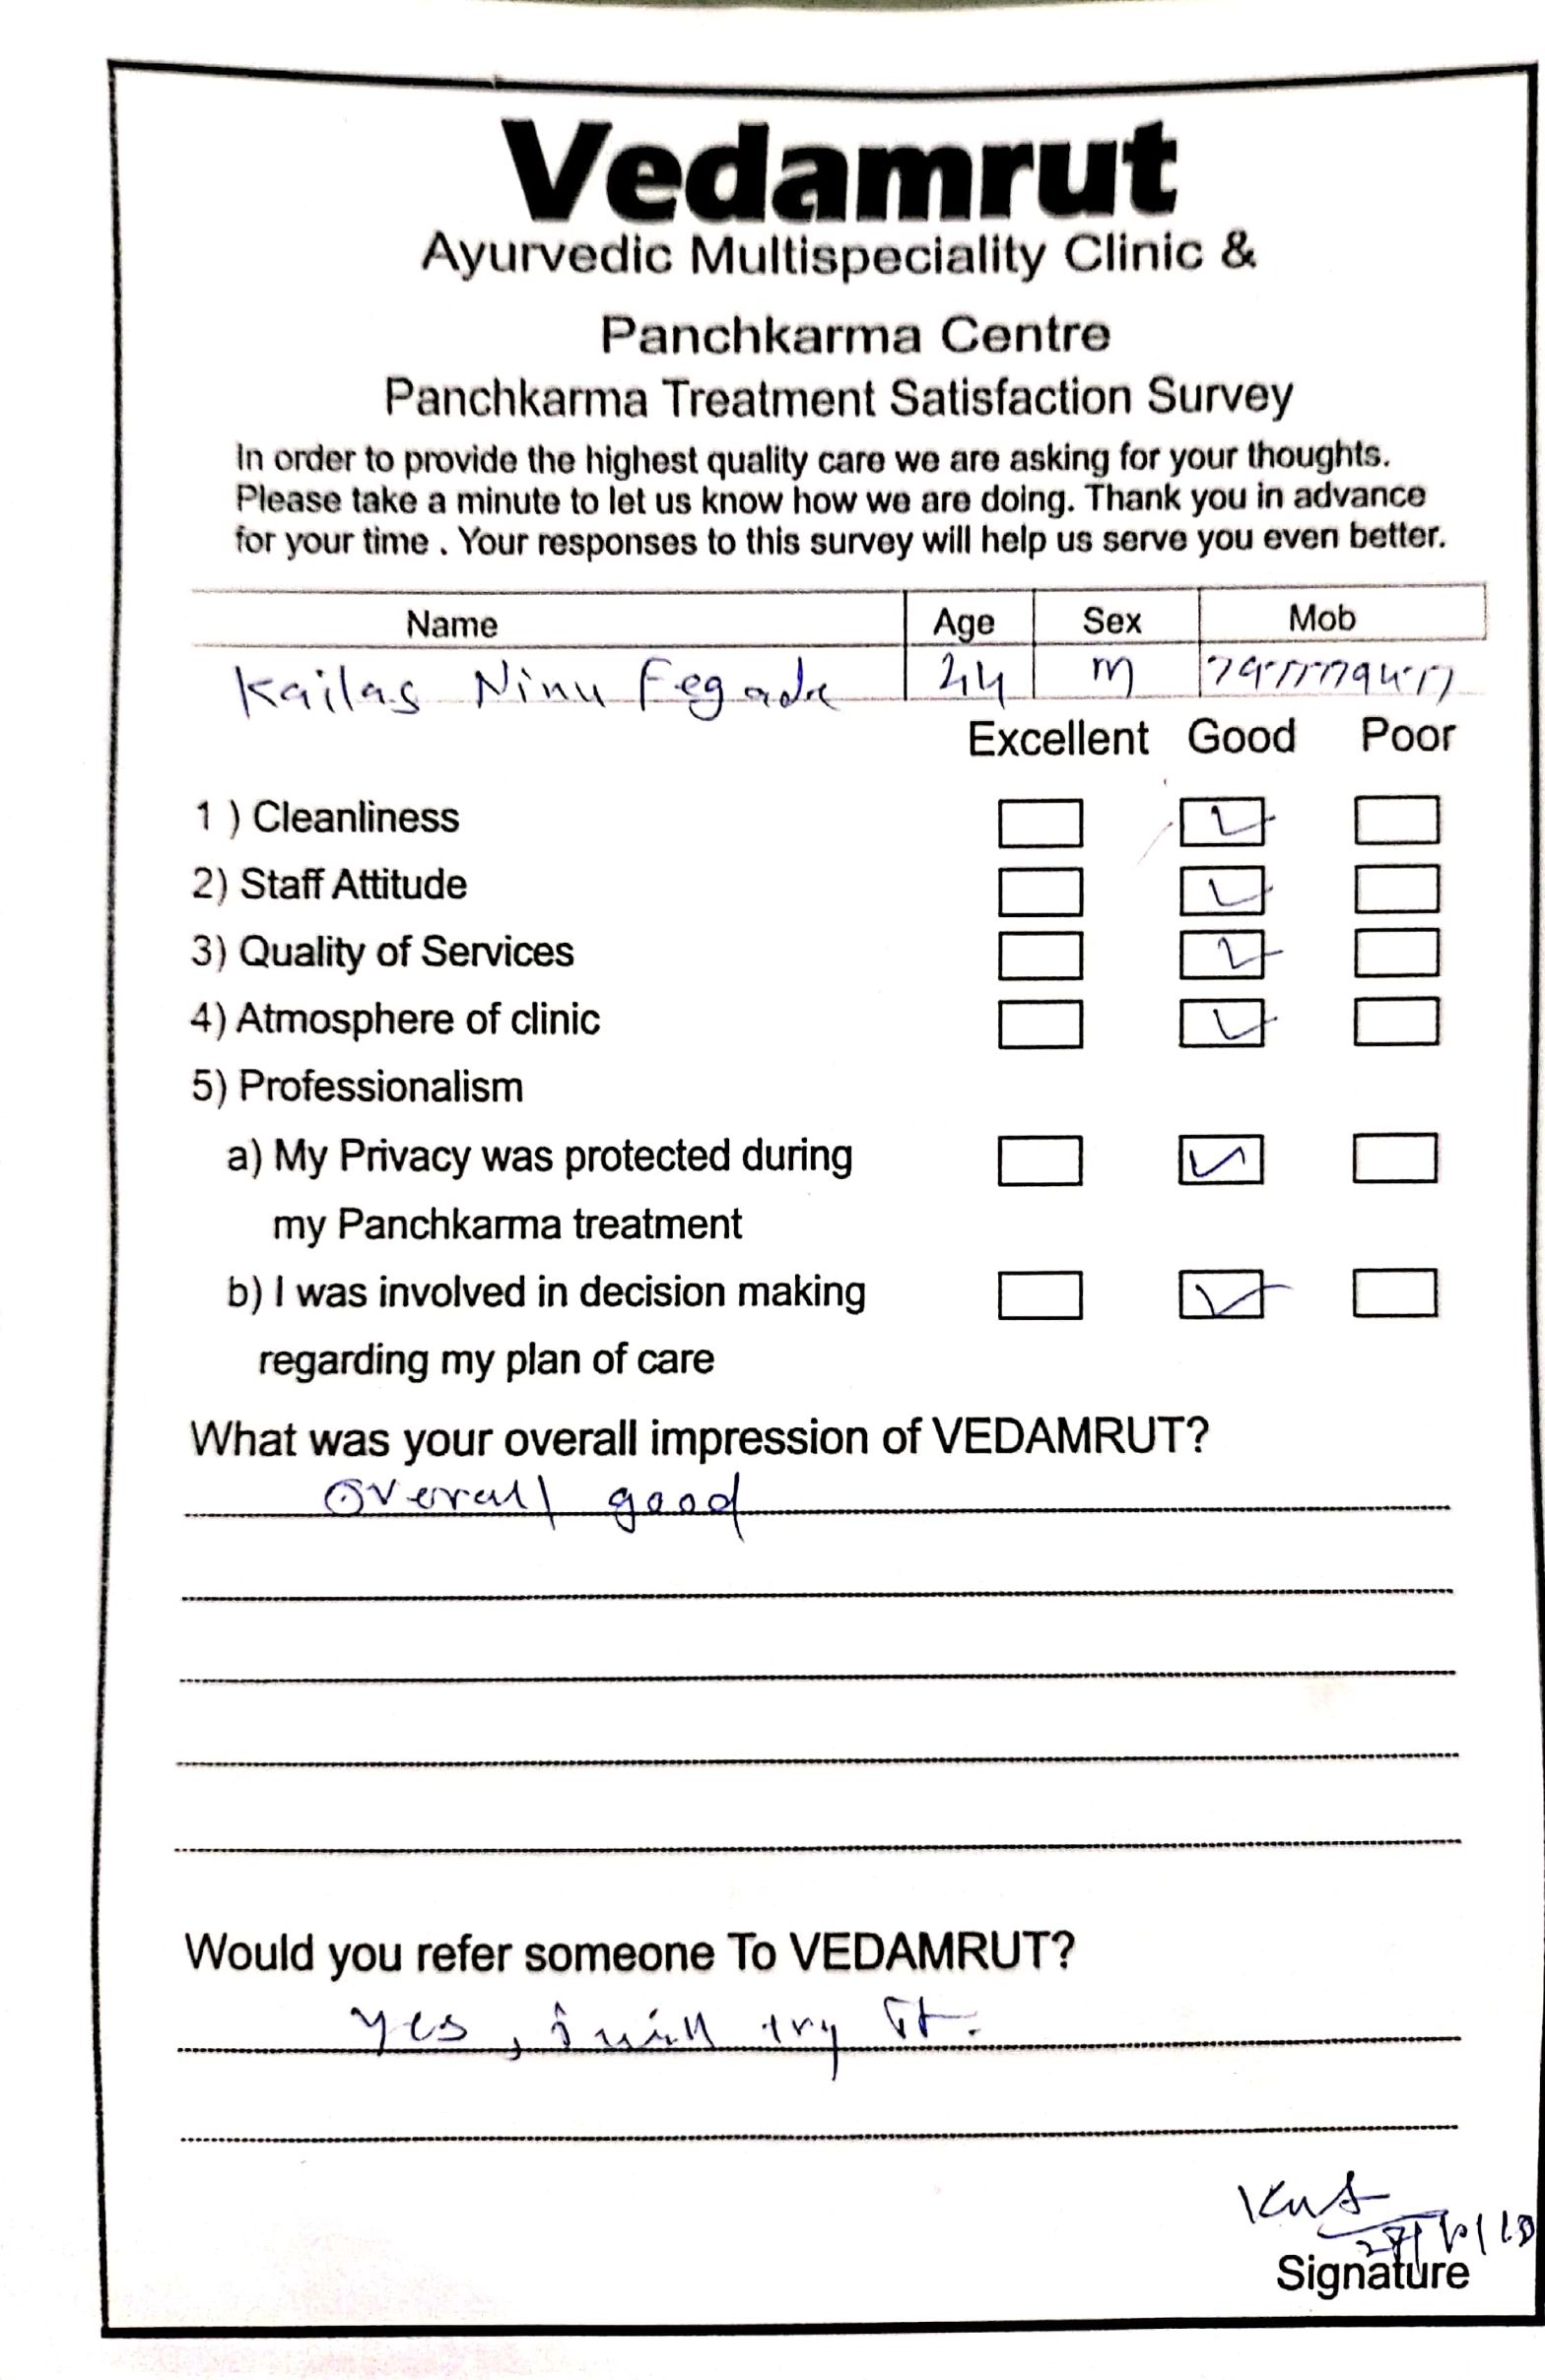 Vedamrut
Ayurvedic Multispeciality Clinic &
Panchkarma Centre
Panchkarma Treatment Satisfaction Survey
In order to provide the highest quality care we are asking for your thoughts.
Please take a minute to let us know how we are doing. Thank you in advance
for your time . Your responses to this survey will help us serve you even better.
Name Age Sex Mob
Kailas Ninu Fegade 44 M
Excellent Good Poor
1 ) Cleanliness
2) Staff Attitude
3) Quality of Services
4) Atmosphere of clinic
5) Professionalism
a) My Privacy was protected during
my Panchkarma treatment
b) I was involved in decision making
regarding my plan of care
What was your overall impression of VEDAMRUT?
Overall good
Would you refer someone To VEDAMRUT?
Yes, i will try it.
Signature